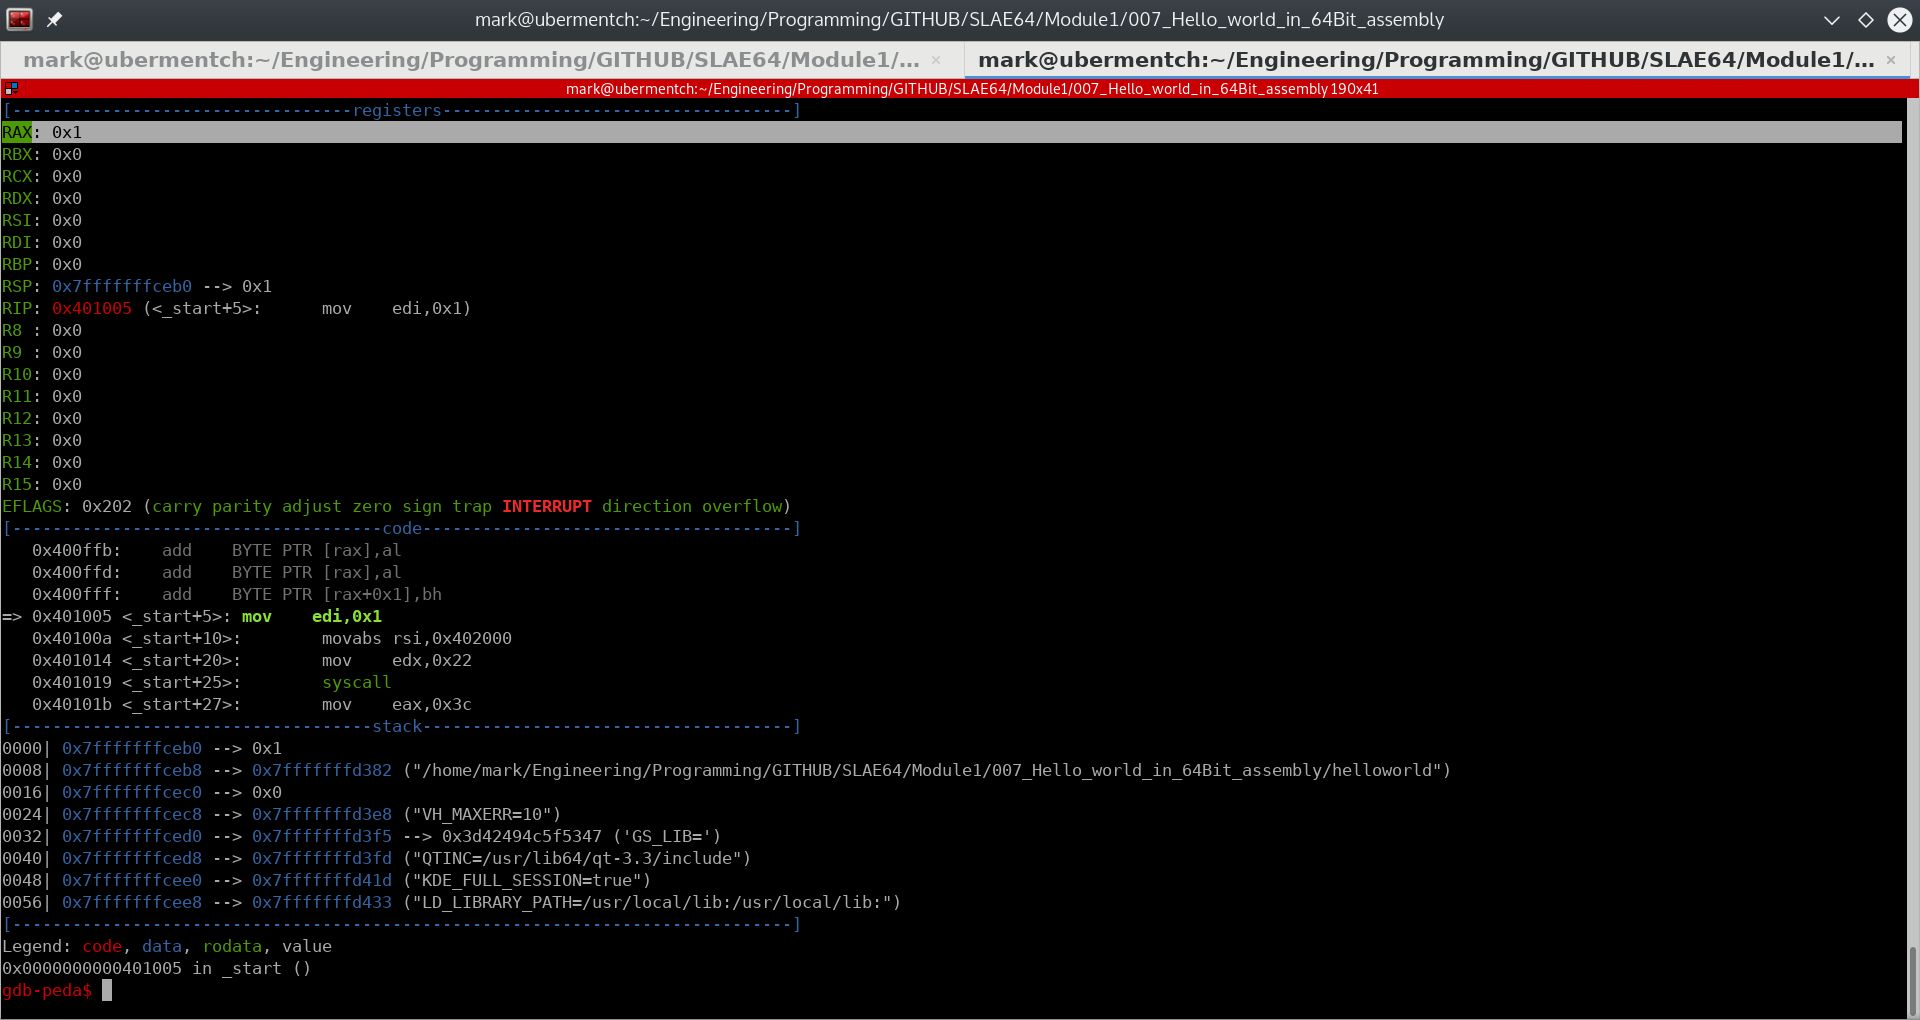 mark@ubermentch:~/Engineering/Programming/GITHUB/SLAE64/Module1/007_Hello_world_in_64Bit_assembly
mark@ubermentch:~/Engineering/Programming/GITHUB/SLAE64/Module1/... × mark@ubermentch:~/Engineering/Programming/GITHUB/SLAE64/Module1/... ×
mark@ubermentch:~/Engineering/Programming/GITHUB/SLAE64/Module1/007_Hello_world_in_64Bit_assembly 190x41
[----------------------------------registers-----------------------------------]
RAX: 0x1
RBX: 0x0
RCX: 0x0
RDX: 0x0
RSI: 0x0
RDI: 0x0
RBP: 0x0
RSP: 0x7fffffffceb0 --> 0x1
RIP: 0x401005 (<_start+5>:      mov    edi,0x1)
R8 : 0x0
R9 : 0x0
R10: 0x0
R11: 0x0
R12: 0x0
R13: 0x0
R14: 0x0
R15: 0x0
EFLAGS: 0x202 (carry parity adjust zero sign trap INTERRUPT direction overflow)
[-------------------------------------code-------------------------------------]
   0x400ffb:    add    BYTE PTR [rax],al
   0x400ffd:    add    BYTE PTR [rax],al
   0x400fff:    add    BYTE PTR [rax+0x1],bh
=> 0x401005 <_start+5>: mov    edi,0x1
   0x40100a <_start+10>:        movabs rsi,0x402000
   0x401014 <_start+20>:        mov    edx,0x22
   0x401019 <_start+25>:        syscall
   0x40101b <_start+27>:        mov    eax,0x3c
[------------------------------------stack-------------------------------------]
0000| 0x7fffffffceb0 --> 0x1
0008| 0x7fffffffceb8 --> 0x7fffffffd382 ("/home/mark/Engineering/Programming/GITHUB/SLAE64/Module1/007_Hello_world_in_64Bit_assembly/helloworld")
0016| 0x7fffffffcec0 --> 0x0
0024| 0x7fffffffcec8 --> 0x7fffffffd3e8 ("VH_MAXERR=10")
0032| 0x7fffffffced0 --> 0x7fffffffd3f5 --> 0x3d42494c5f5347 ('GS_LIB=')
0040| 0x7fffffffced8 --> 0x7fffffffd3fd ("QTINC=/usr/lib64/qt-3.3/include")
0048| 0x7fffffffcee0 --> 0x7fffffffd41d ("KDE_FULL_SESSION=true")
0056| 0x7fffffffcee8 --> 0x7fffffffd433 ("LD_LIBRARY_PATH=/usr/local/lib:/usr/local/lib:")
[------------------------------------------------------------------------------]
Legend: code, data, rodata, value
0x0000000000401005 in _start ()
gdb-peda$